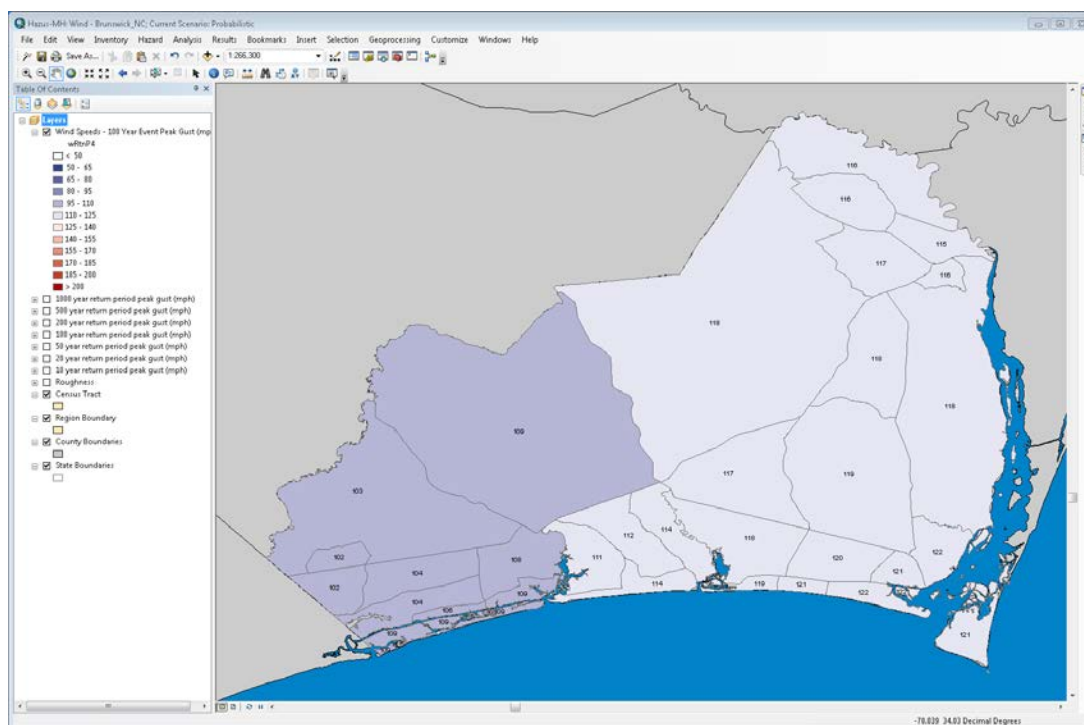 Hazus-MH: Wind - Brunswick_NC; Current Scenario: Probabilistic
File Edit View Inventory Hazard Analysis Results Bookmarks Insert Selection Geoprocessing Customize Windows Help
Save As... 1:266,300
Table Of Contents
Layers
Wind Speeds - 100 Year Event Peak Gust (mp
wRtnP4
≤ 50
50 - 65
65 - 80
80 - 95
95 - 110
110 - 125
125 - 140
140 - 155
155 - 170
170 - 185
185 - 200
> 200
1000 year return period peak gust (mph)
500 year return period peak gust (mph)
200 year return period peak gust (mph)
100 year return period peak gust (mph)
50 year return period peak gust (mph)
20 year return period peak gust (mph)
10 year return period peak gust (mph)
Roughness
Census Tract
Region Boundary
County Boundaries
State Boundaries
116
116
115
117
116
118
118
118
109
117
119
103
114
112
118
122
102
108
111
120
121
104
114
102
119
121
122
104
106
109
109
109
121
-78.039 34.03 Decimal Degrees